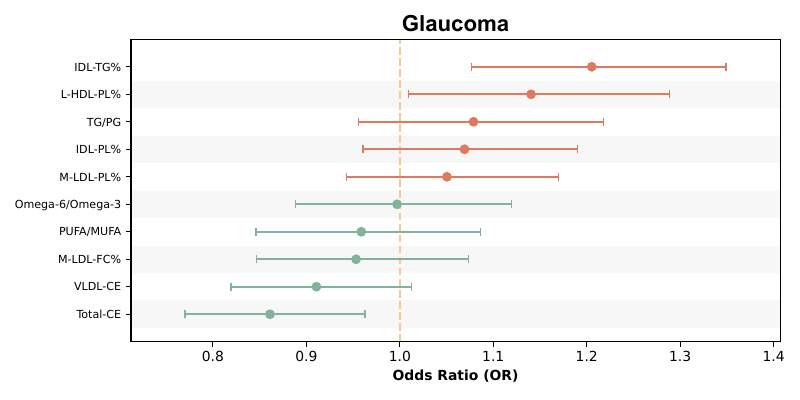 Glaucoma
IDL-TG%
L-HDL-PL%
TG/PG
IDL-PL%
M-LDL-PL%
Omega-6/Omega-3
PUFA/MUFA
M-LDL-FC%
VLDL-CE
Total-CE
0.8 0.9 1.0 1.1 1.2 1.3 1.4
Odds Ratio (OR)